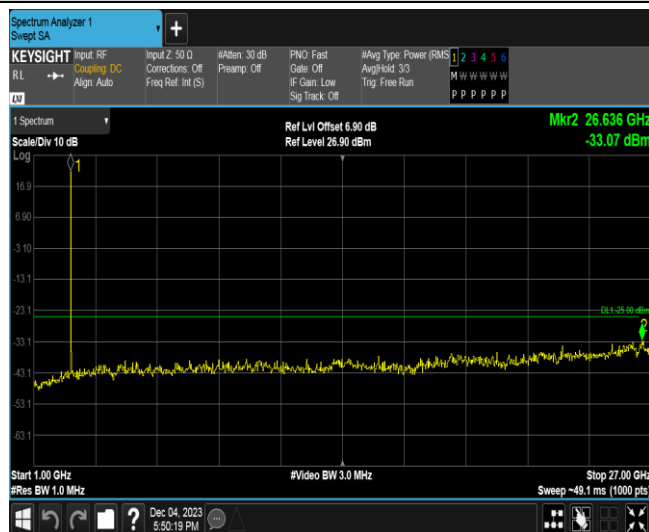 Spectrum Analyzer 1
Swept SA
+
KEYSIGHT Input: RF Input Z: 50 Ω #Atten: 30 dB PNO: Fast #Avg Type: Power (RMS 1 2 3 4 5 6
RL Coupling: DC Corrections: Off Preamp: Off Gate: Off Avg|Hold: 3/3 M W W W W W
Align: Auto Freq Ref: Int (S) IF Gain: Low Trig: Free Run
LXI Sig Track: Off P P P P P P
1 Spectrum Ref Lvl Offset 6.90 dB Mkr2 26.636 GHz
Scale/Div 10 dB Ref Level 26.90 dBm -33.07 dBm
Log
1
16.9
6.90
-3.10
-13.1
-23.1 DL1 -25.00 dBm
2
-33.1
-43.1
-53.1
-63.1
Start 1.00 GHz #Video BW 3.0 MHz Stop 27.00 GHz
#Res BW 1.0 MHz Sweep ~49.1 ms (1000 pts)
? Dec 04, 2023
5:50:19 PM